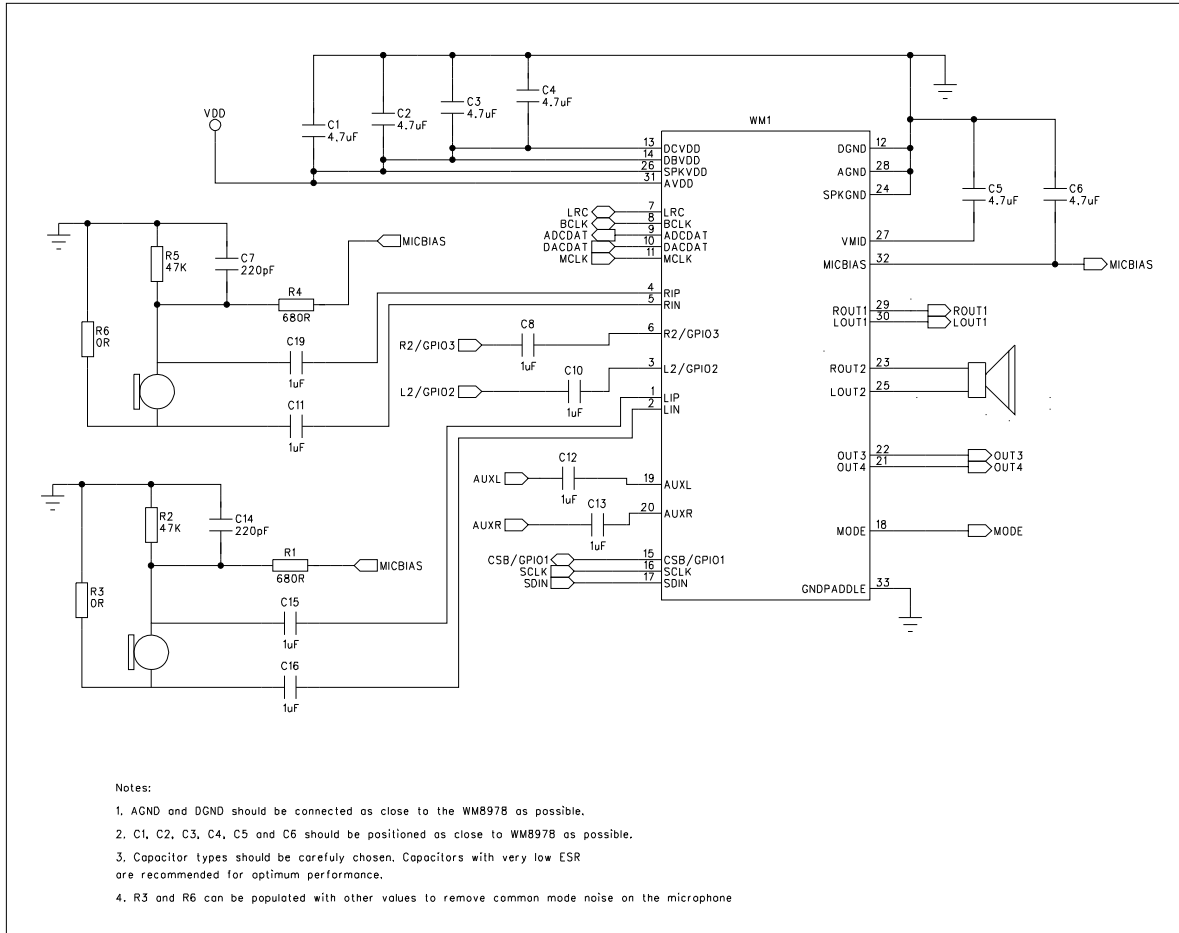 C4
4.7uF
C3
4.7uF
C2
4.7uF
C1
4.7uF
VDD
WM1
13 DCVDD
14 DBVDD
26 SPKVDD
31 AVDD
DGND 12
AGND 28
SPKGND 24
C5
4.7uF
C6
4.7uF
LRC 7 LRC
BCLK 8 BCLK
ADCDAT 9 ADCDAT
DACDAT 10 DACDAT
MCLK 11 MCLK
VMID 27
MICBIAS 32 MICBIAS
R5
47K
C7
220pF
MICBIAS
R4
680R
4 RIP
5 RIN
R6
0R
C19
1uF
C11
1uF
R2/GPIO3
C8
1uF
6 R2/GPIO3
L2/GPIO2
C10
1uF
3 L2/GPIO2
1 LIP
2 LIN
ROUT1 29 ROUT1
LOUT1 30 LOUT1
ROUT2 23
LOUT2 25
OUT3 22 OUT3
OUT4 21 OUT4
AUXL
C12
1uF
19 AUXL
AUXR
C13
1uF
20 AUXR
MODE 18 MODE
R2
47K
C14
220pF
R1
680R
MICBIAS
CSB/GPIO1 15 CSB/GPIO1
SCLK 16 SCLK
SDIN 17 SDIN
GNDPADDLE 33
R3
0R
C15
1uF
C16
1uF
Notes:
1. AGND and DGND should be connected as close to the WM8978 as possible.
2. C1, C2, C3, C4, C5 and C6 should be positioned as close to WM8978 as possible.
3. Capacitor types should be carefuly chosen. Capacitors with very low ESR
are recommended for optimum performance.
4. R3 and R6 can be populated with other values to remove common mode noise on the microphone